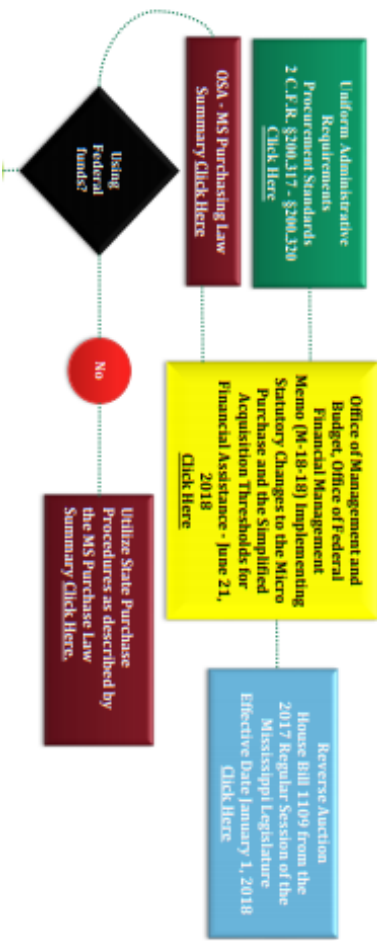 Uniform Administrative
Requirements
Procurement Standards
2 C.F.R. §200.317 - §200.320
Click Here
OSA - MS Purchasing Law
Summary Click Here
Office of Management and
Budget, Office of Federal
Financial Management
Memo (M-18-18) Implementing
Statutory Changes to the Micro
Purchase and the Simplified
Acquisition Thresholds for
Financial Assistance - June 21,
2018
Click Here
Reverse Auction
House Bill 1109 from the
2017 Regular Session of the
Mississippi Legislature
Effective Date January 1, 2018
Click Here
Using
Federal
funds?
No
Utilize State Purchase
Procedures as described by
the MS Purchase Law
Summary Click Here.